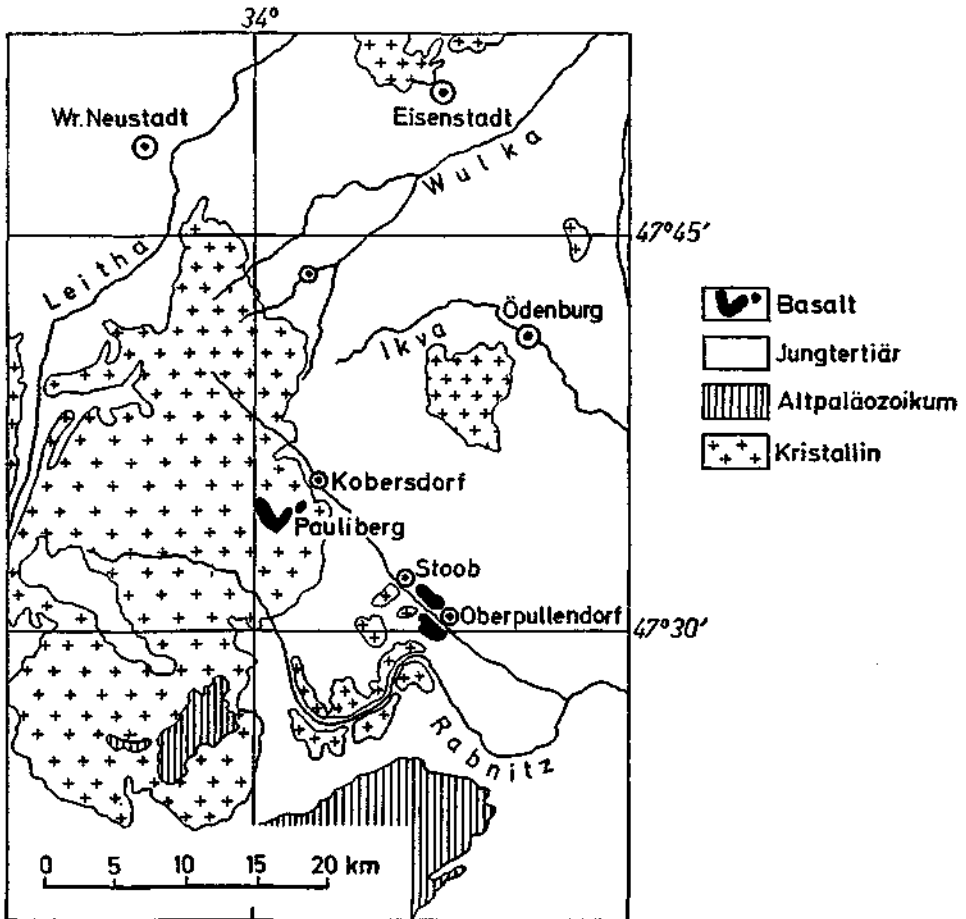 34°
Wr. Neustadt
Eisenstadt
Wulka
47°45'
Leitha
Ödenburg
Ikva
Basalt
Jungtertiär
Altpaläozoikum
Kristallin
Kobersdorf
Pauliberg
Stoob
Oberpullendorf
47°30'
Rabnitz
0 5 10 15 20 km